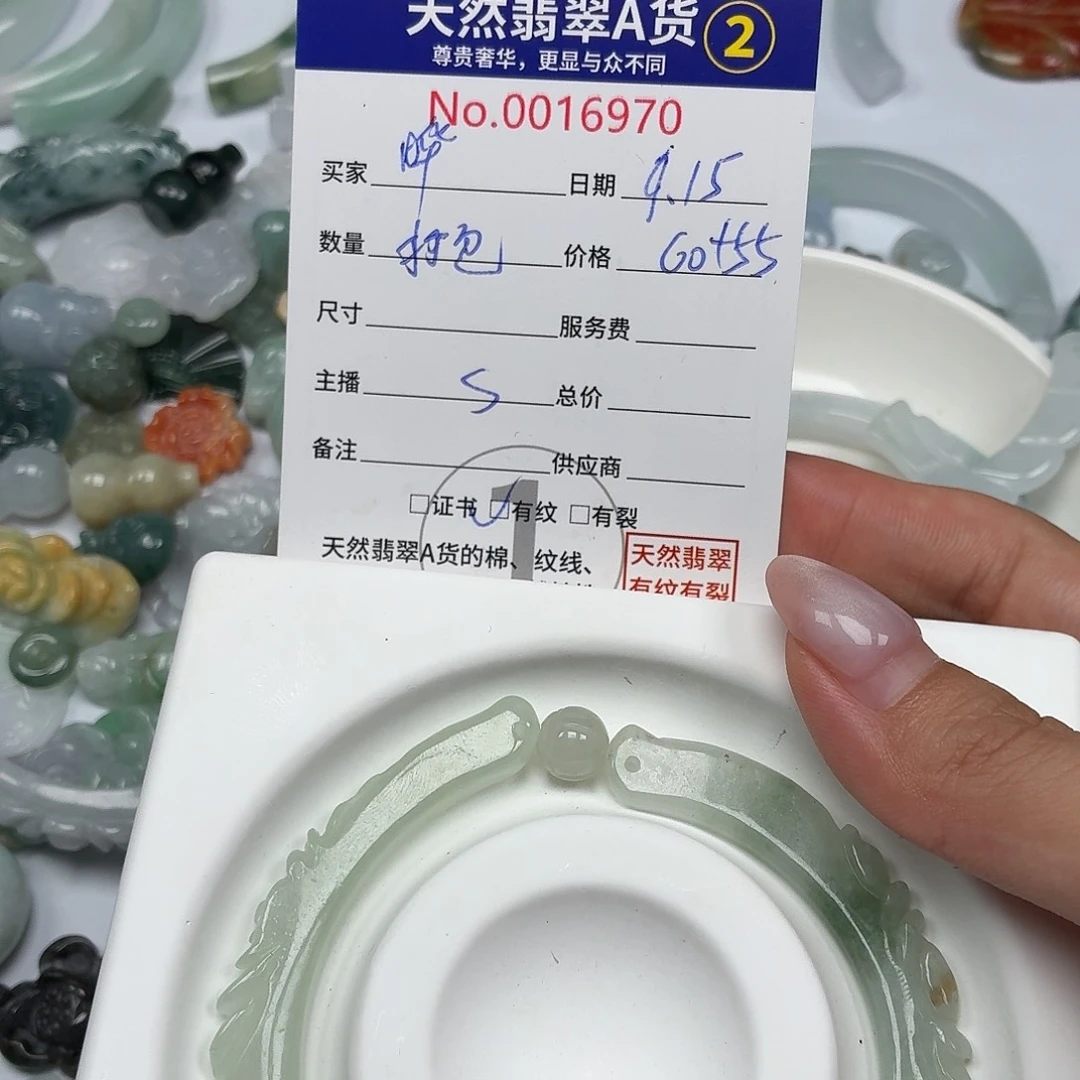 天然翡翠A货 2
尊贵奢华，更显与众不同
No.0016970
买家 晔 日期 9.15
数量 打包 价格 60+55
尺寸 服务费
主播 S 总价
备注 供应商
□证书 □有纹 □有裂
1
天然翡翠A货的棉、纹线、
天然翡翠
有纹有裂